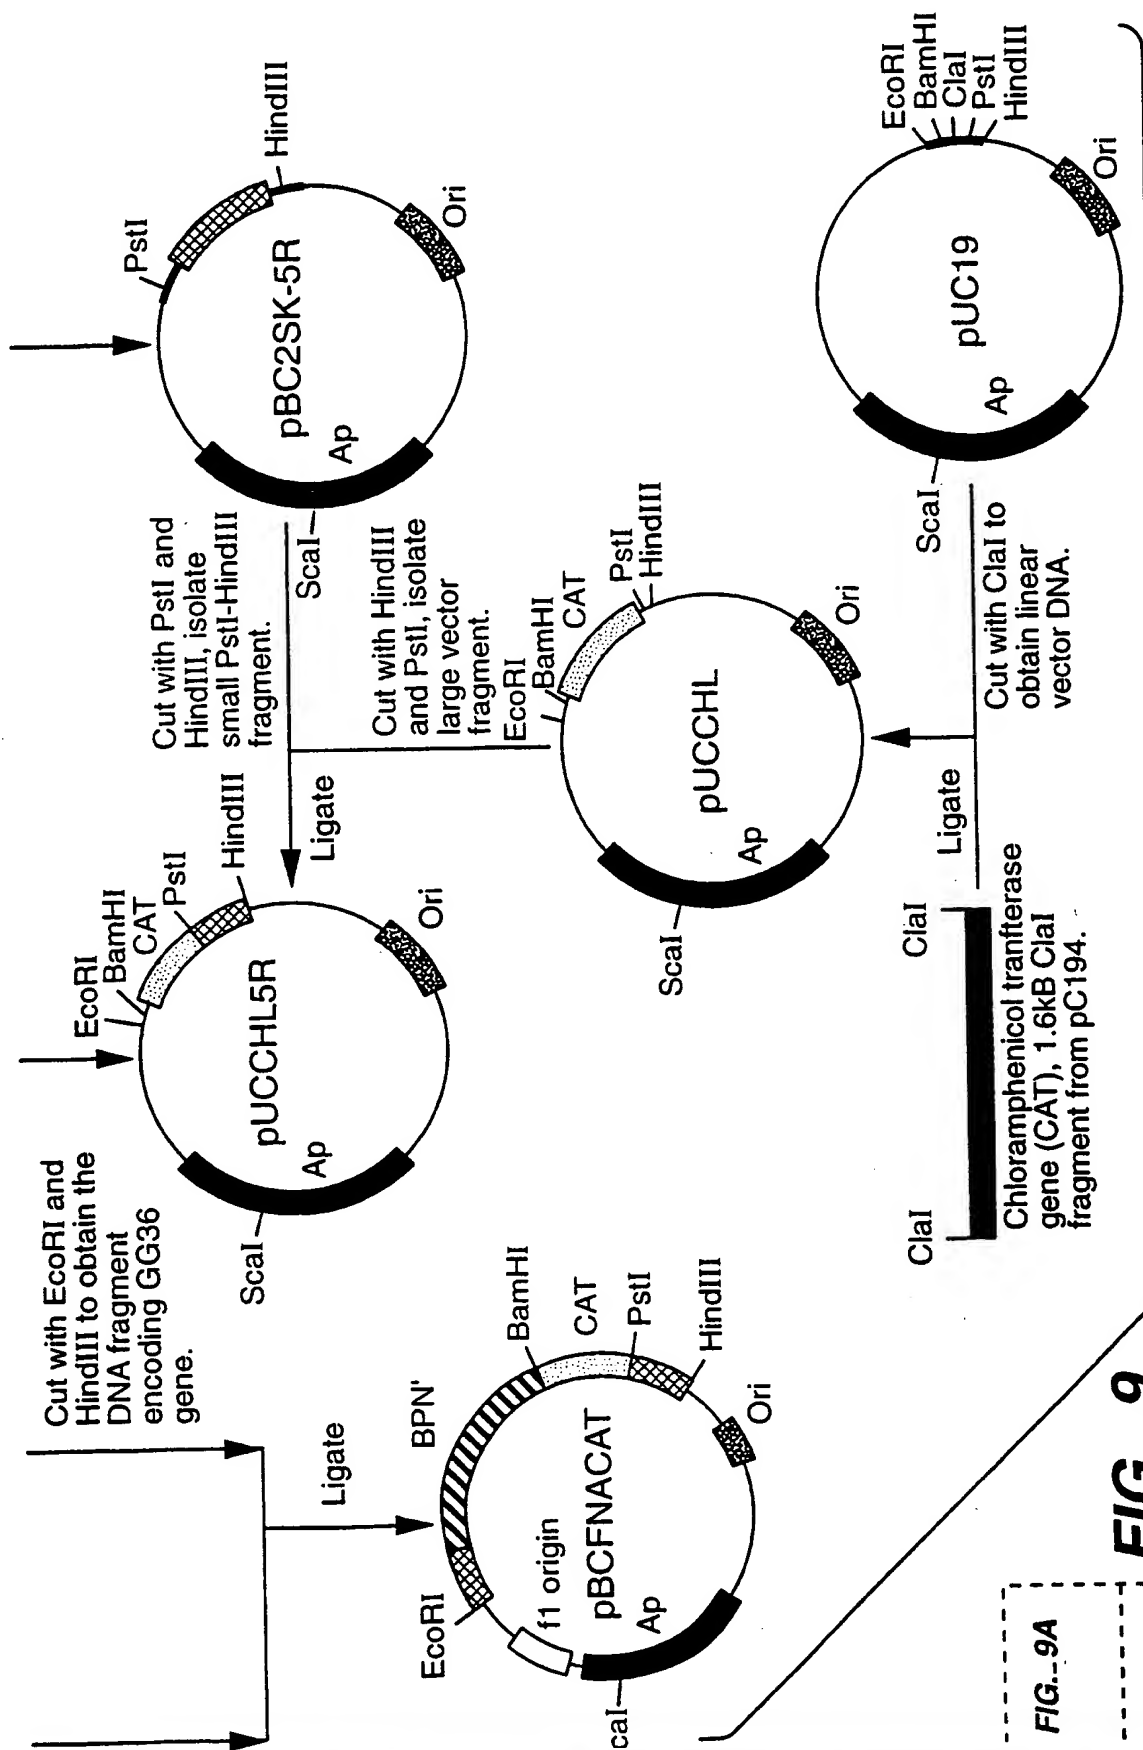 PstI
HindIII
pBC2SK-5R
Ap
Ori
ScaI
EcoRI
BamHI
ClaI
PstI
HindIII
pUC19
Ap
Ori
ScaI
Cut with PstI and
HindIII, isolate
small PstI-HindIII
fragment.
Cut with HindIII
and PstI, isolate
large vector
fragment.
Ligate
EcoRI
BamHI
CAT
PstI
HindIII
pUCCHL
Ap
Ori
ScaI
Cut with ClaI to
obtain linear
vector DNA.
Ligate
EcoRI
BamHI
CAT
PstI
HindIII
pUCCHL5R
Ap
Ori
ScaI
ClaI
ClaI
Chloramphenicol tranfterase
gene (CAT), 1.6kB ClaI
fragment from pC194.
Cut with EcoRI and
HindIII to obtain the
DNA fragment
encoding GG36
gene.
Ligate
EcoRI
BPN'
BamHI
CAT
PstI
HindIII
f1 origin
pBCFNACAT
Ap
Ori
caI
FIG._9A
FIG._9